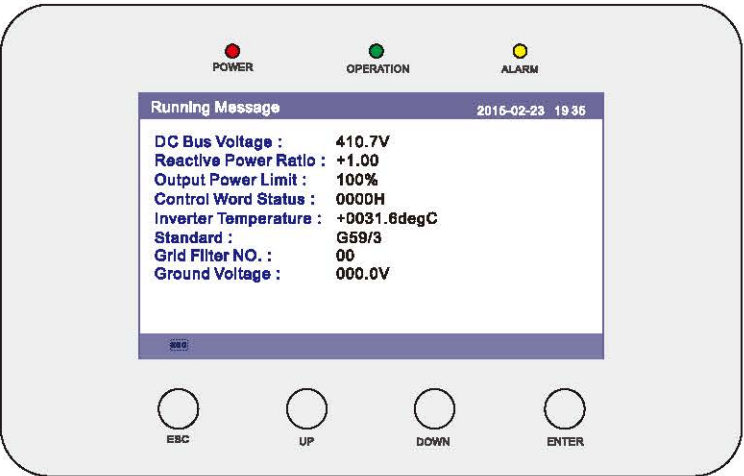 POWER OPERATION ALARM
Running Message 2015-02-23 19 35
DC Bus Voltage : 410.7V
Reactive Power Ratio : +1.00
Output Power Limit : 100%
Control Word Status : 0000H
Inverter Temperature : +0031.6degC
Standard : G59/3
Grid Filter NO. : 00
Ground Voltage : 000.0V
ESC UP DOWN ENTER